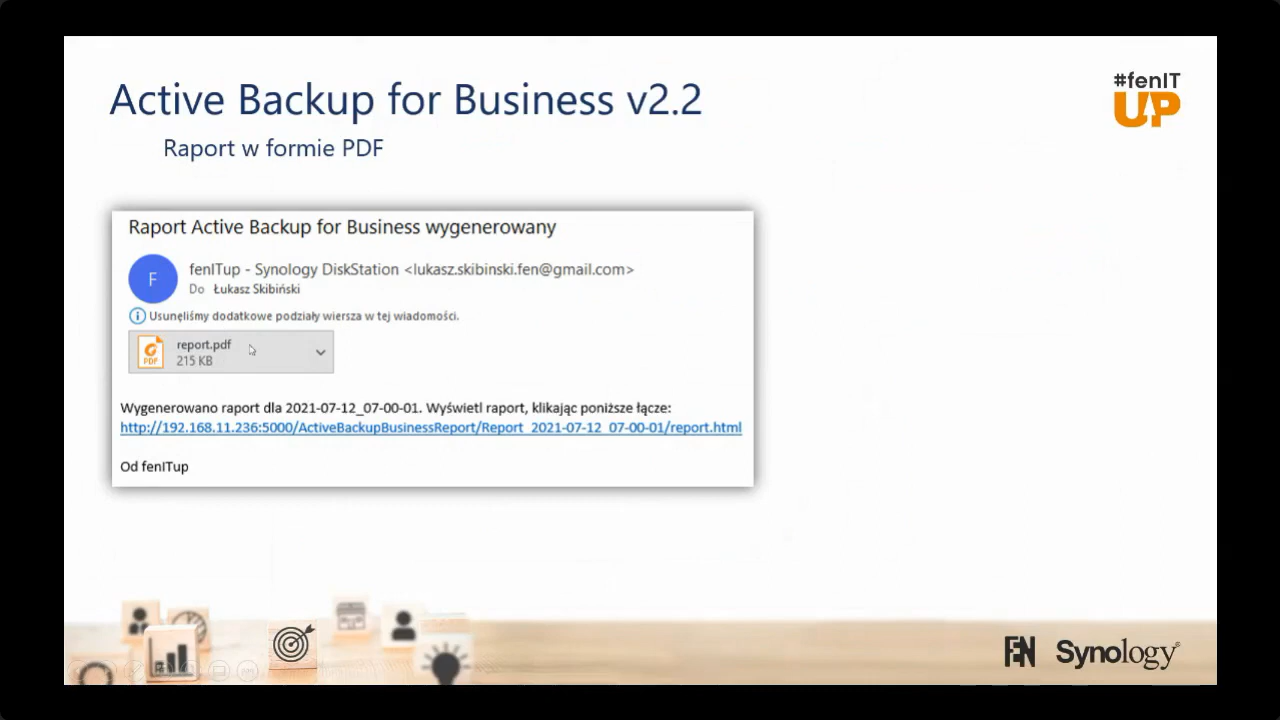 Active Backup for Business v2.2
#fenIT
UP
Raport w formie PDF
Raport Active Backup for Business wygenerowany
F
fenITup - Synology DiskStation <lukasz.skibinski.fen@gmail.com>
Do Łukasz Skibiński
Usunęliśmy dodatkowe podziały wiersza w tej wiadomości.
report.pdf
PDF
215 KB
Wygenerowano raport dla 2021-07-12_07-00-01. Wyświetl raport, klikając poniższe łącze:
http://192.168.11.236:5000/ActiveBackupBusinessReport/Report_2021-07-12_07-00-01/report.html
Od fenITup
FEN Synology®